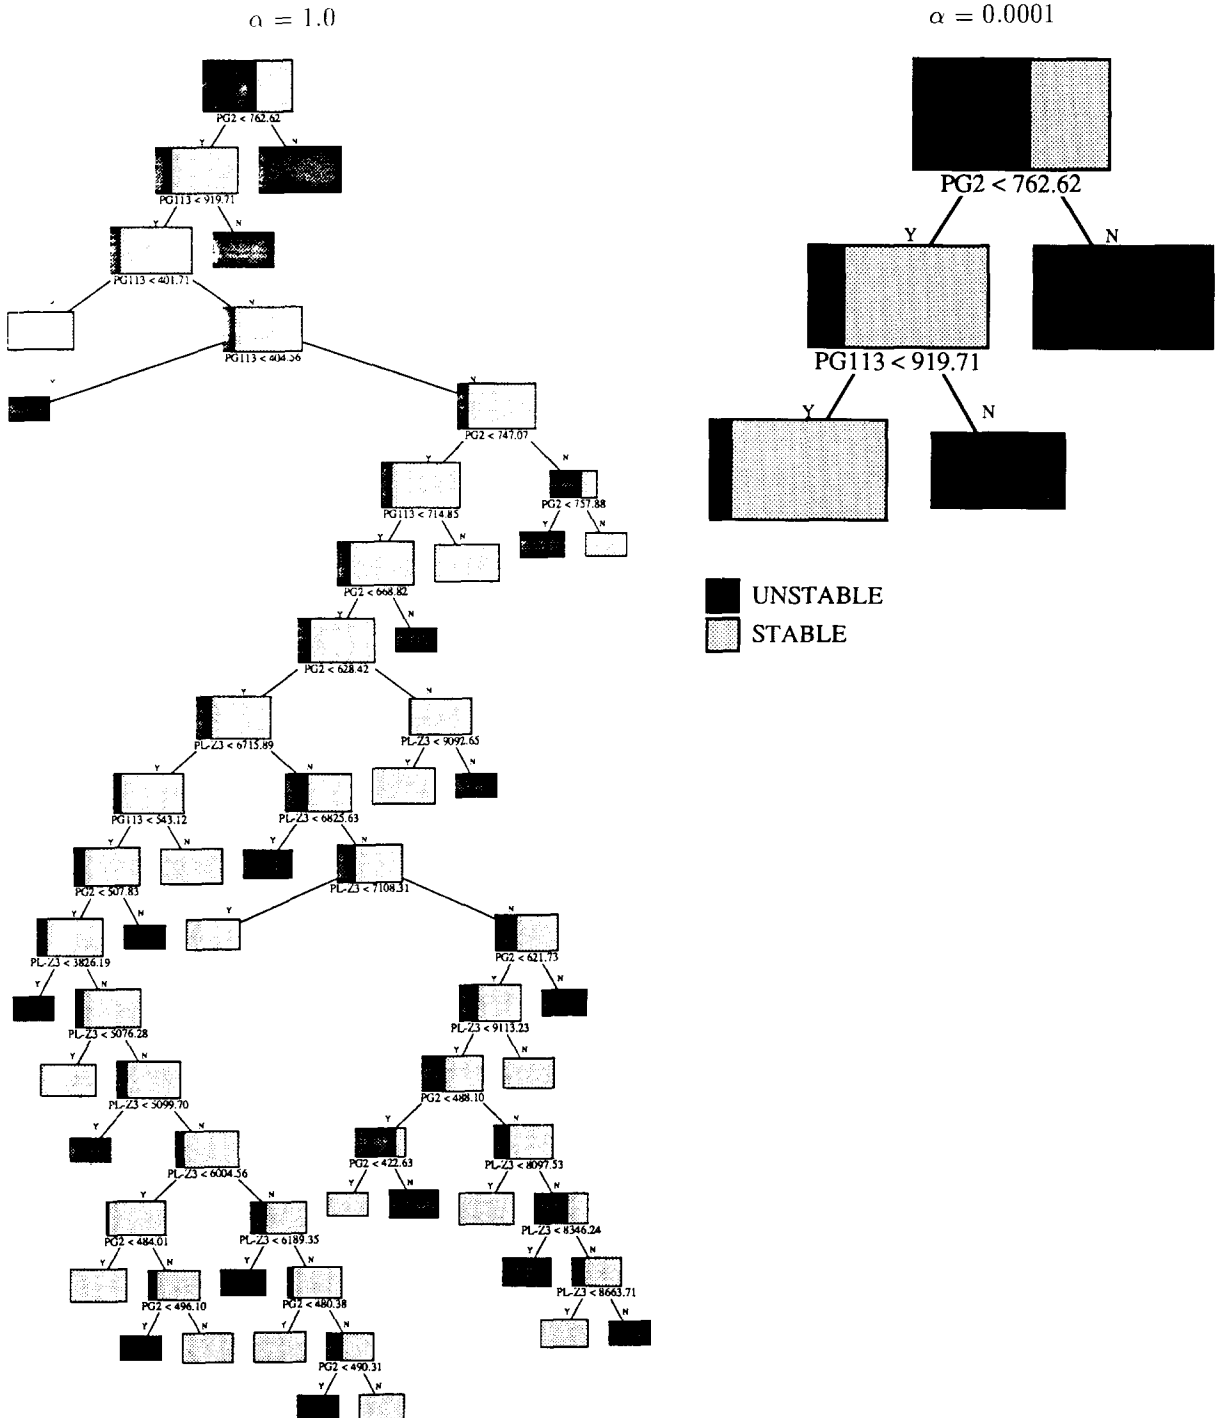 α = 1.0
PG2 < 762.62
Y
N
PG113 < 919.71
Y
N
PG113 < 401.71
N
PG113 < 404.56
PG2 < 747.07
Y
N
PG113 < 714.85
PG2 < 757.88
Y
N
Y
N
PG2 < 668.82
Y
N
PG2 < 628.42
Y
N
PL-Z3 < 6715.89
PL-Z3 < 9092.65
Y
N
Y
N
PG113 < 543.12
PL-Z3 < 6825.63
Y
N
Y
N
PG2 < 507.83
PL-Z3 < 7108.31
Y
N
Y
N
PL-Z3 < 3826.19
PG2 < 621.73
Y
N
Y
N
PL-Z3 < 5076.28
PL-Z3 < 9113.23
Y
N
Y
N
PL-Z3 < 5099.70
PG2 < 488.10
Y
N
Y
N
PL-Z3 < 6004.56
PG2 < 422.63
PL-Z3 < 8097.53
Y
N
Y
N
Y
N
PG2 < 484.01
PL-Z3 < 6189.35
PL-Z3 < 8346.24
Y
N
Y
N
Y
N
PG2 < 496.10
PG2 < 480.38
PL-Z3 < 8663.71
Y
N
Y
N
Y
N
PG2 < 490.31
Y
N
α = 0.0001
PG2 < 762.62
Y
N
PG113 < 919.71
Y
N
UNSTABLE
STABLE